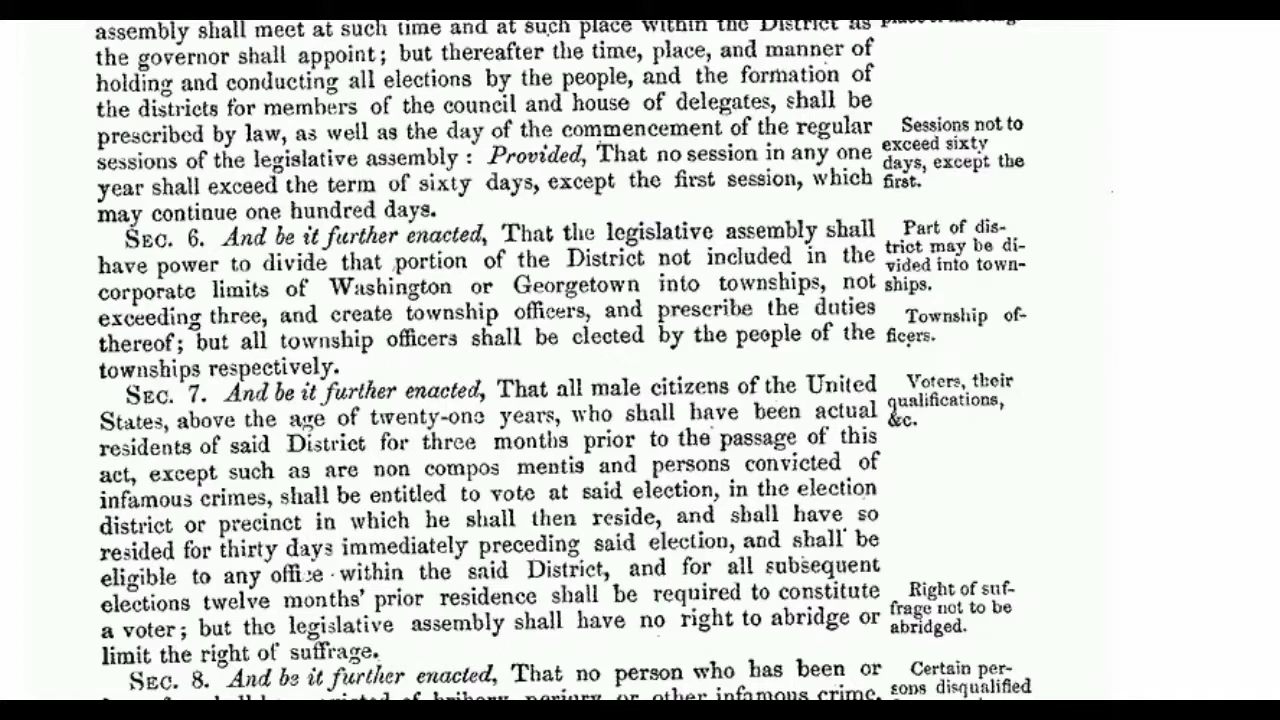 assembly shall meet at such time and at such place within the District as
the governor shall appoint; but thereafter the time, place, and manner of
holding and conducting all elections by the people, and the formation of
the districts for members of the council and house of delegates, shall be
prescribed by law, as well as the day of the commencement of the regular
sessions of the legislative assembly: Provided, That no session in any one
year shall exceed the term of sixty days, except the first session, which
may continue one hundred days.
Sessions not to
exceed sixty
days, except the
first.
SEC. 6. And be it further enacted, That the legislative assembly shall
have power to divide that portion of the District not included in the
corporate limits of Washington or Georgetown into townships, not
exceeding three, and create township officers, and prescribe the duties
thereof; but all township officers shall be elected by the people of the
townships respectively.
Part of dis-
trict may be di-
vided into town-
ships.
Township of-
ficers.
SEC. 7. And be it further enacted, That all male citizens of the United
States, above the age of twenty-one years, who shall have been actual
residents of said District for three months prior to the passage of this
act, except such as are non compos mentis and persons convicted of
infamous crimes, shall be entitled to vote at said election, in the election
district or precinct in which he shall then reside, and shall have so
resided for thirty days immediately preceding said election, and shall be
eligible to any office within the said District, and for all subsequent
elections twelve months' prior residence shall be required to constitute
a voter; but the legislative assembly shall have no right to abridge or
limit the right of suffrage.
Voters, their
qualifications,
&c.
Right of suf-
frage not to be
abridged.
SEC. 8. And be it further enacted, That no person who has been or
bribery, perjury, or other infamous crime,
Certain per-
sons disqualified